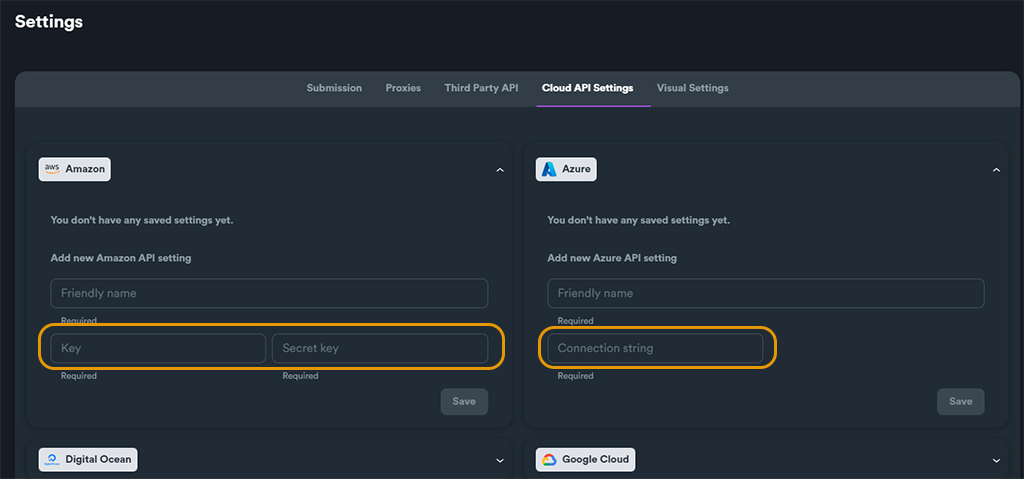 Settings
Submission Proxies Third Party API Cloud API Settings Visual Settings
aws Amazon
You don't have any saved settings yet.
Add new Amazon API setting
Friendly name
Required
Key Secret key
Required Required
Save
Azure
You don't have any saved settings yet.
Add new Azure API setting
Friendly name
Required
Connection string
Required
Save
Digital Ocean
Google Cloud